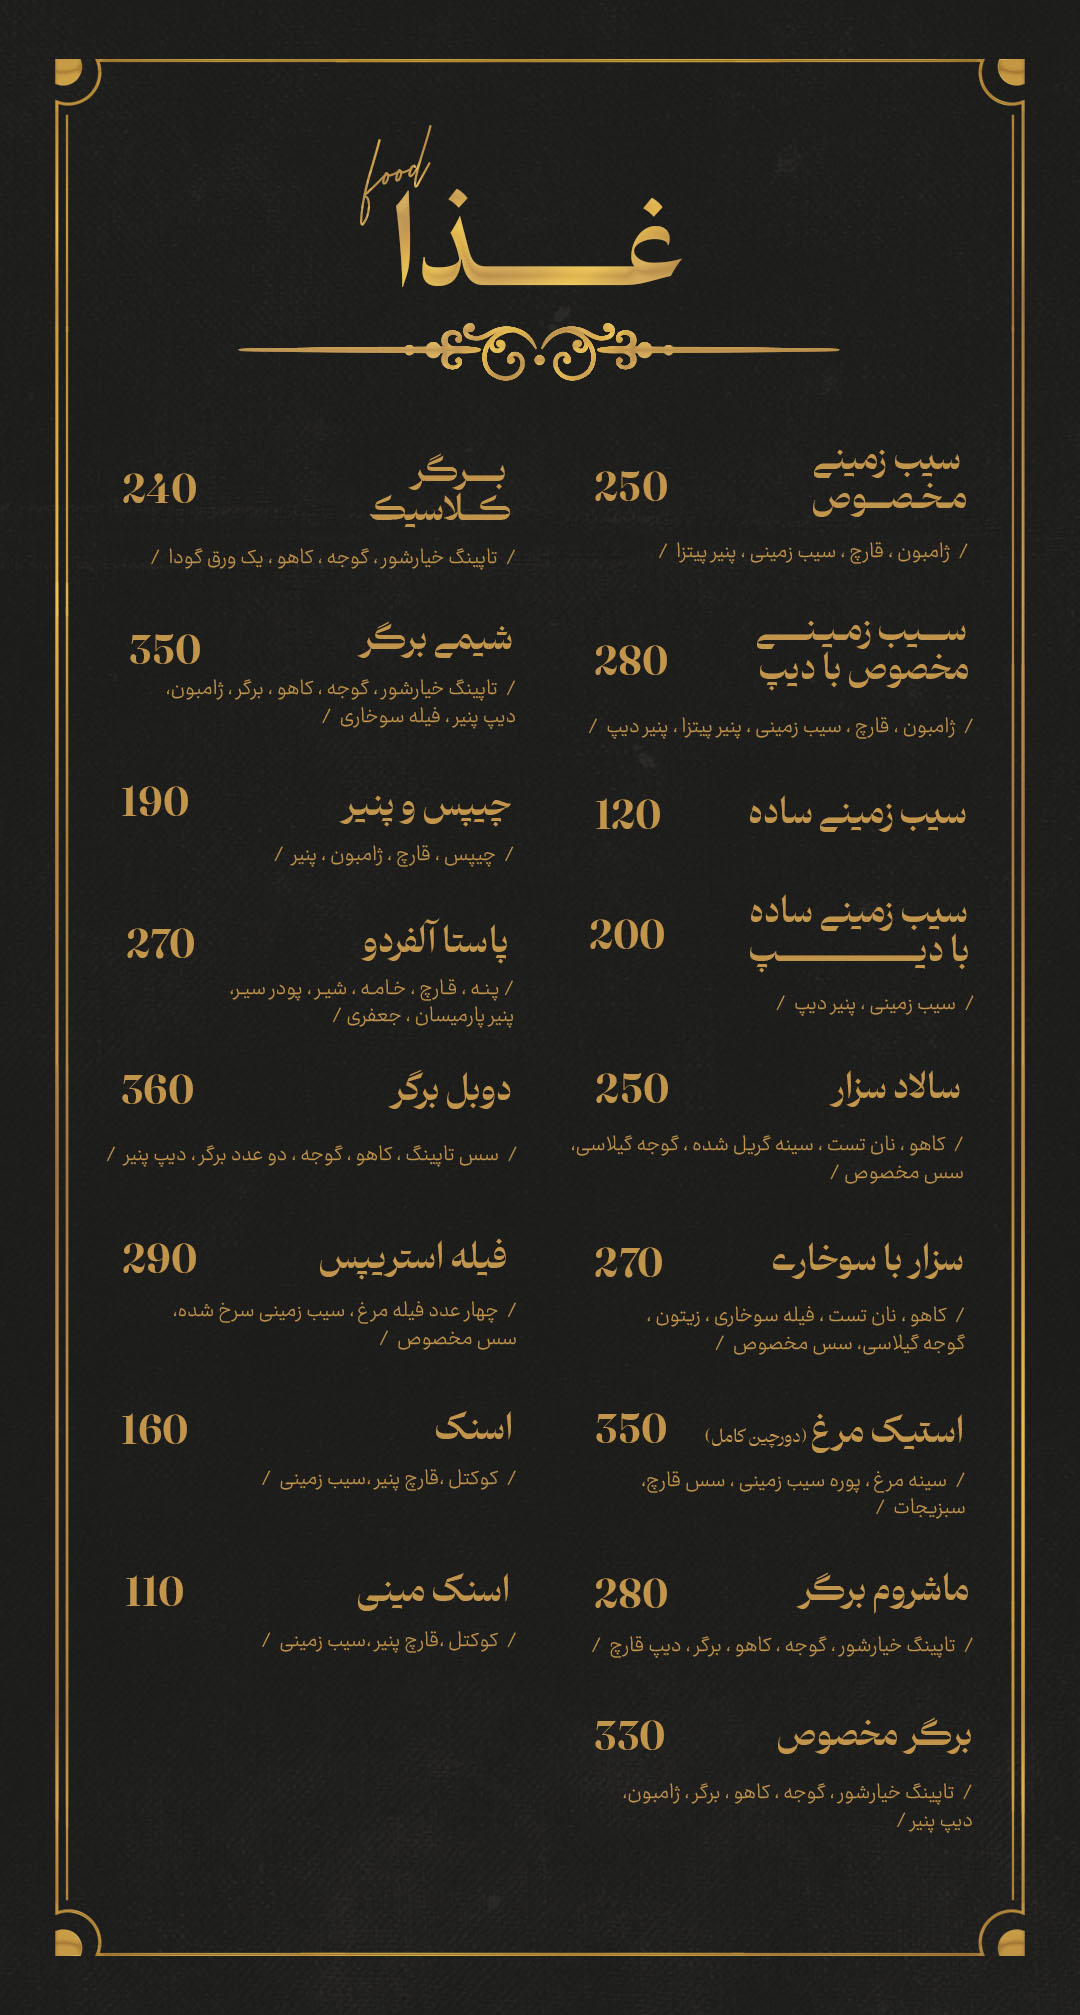 food
غذا
سیب زمینی
مخصوص
250
/ ژامبون ، قارچ ، سیب زمینی ، پنیر پیتزا /
سیب زمینی
مخصوص با دیپ
280
/ ژامبون ، قارچ ، سیب زمینی ، پنیر پیتزا ، پنیر دیپ /
سیب زمینی ساده
120
سیب زمینی ساده
با دیپ
200
/ سیب زمینی ، پنیر دیپ /
سالاد سزار
250
/ کاهو ، نان تست ، سینه گریل شده ، گوجه گیلاسی،
سس مخصوص /
سزار با سوخاری
270
/ کاهو ، نان تست ، فیله سوخاری ، زیتون ،
گوجه گیلاسی، سس مخصوص /
استیک مرغ (دورچین کامل)
350
/ سینه مرغ ، پوره سیب زمینی ، سس قارچ،
سبزیجات /
ماشروم برگر
280
/ تاپینگ خیارشور، گوجه ، کاهو ، برگر ، دیپ قارچ /
برگر مخصوص
330
/ تاپینگ خیارشور ، گوجه ، کاهو ، برگر ، ژامبون،
دیپ پنیر /
برگر
کلاسیک
240
/ تاپینگ خیارشور ، گوجه ، کاهو ، یک ورق گودا /
شیمی برگر
350
/ تاپینگ خیارشور ، گوجه ، کاهو ، برگر ، ژامبون،
دیپ پنیر ، فیله سوخاری /
چیپس و پنیر
190
/ چیپس ، قارچ ، ژامبون ، پنیر /
پاستا آلفردو
270
/ پنه ، قارچ ، خامه ، شیر ، پودر سیر،
پنیر پارمیسان ، جعفری /
دوبل برگر
360
/ سس تاپینگ ، کاهو ، گوجه ، دو عدد برگر ، دیپ پنیر /
فیله استریپس
290
/ چهار عدد فیله مرغ ، سیب زمینی سرخ شده،
سس مخصوص /
اسنک
160
/ کوکتل ،قارچ پنیر،سیب زمینی /
اسنک مینی
110
/ کوکتل ،قارچ پنیر،سیب زمینی /